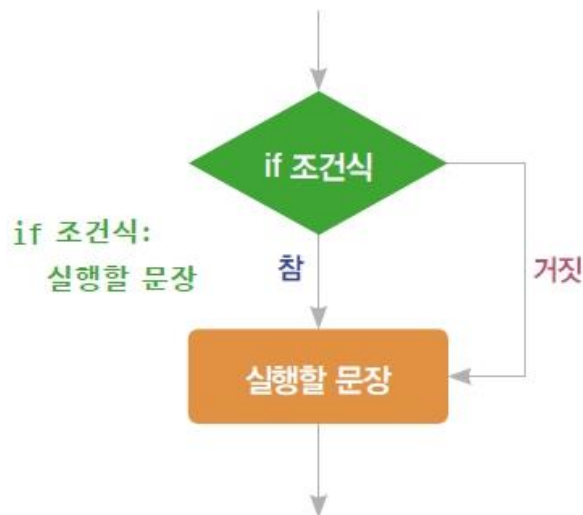 if 조건식
if 조건식:
실행할 문장
참
거짓
실행할 문장